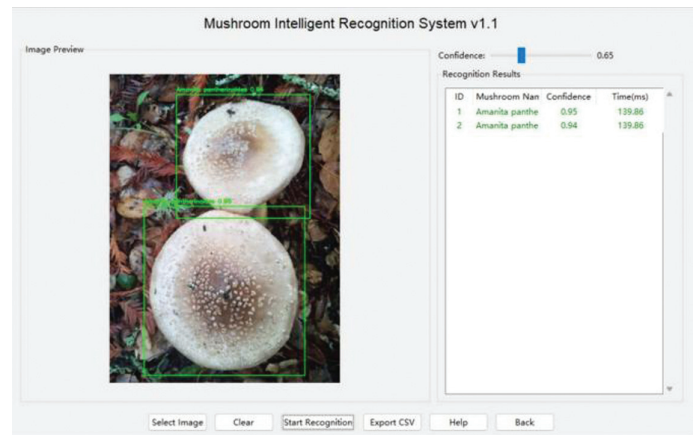 Mushroom Intelligent Recognition System v1.1
Image Preview
Confidence: 0.65
Recognition Results
ID Mushroom Nan Confidence Time(ms)
1 Amanita panthe 0.95 139.86
2 Amanita panthe 0.94 139.86
Amanita pantherinoides
Select Image Clear Start Recognition Export CSV Help Back